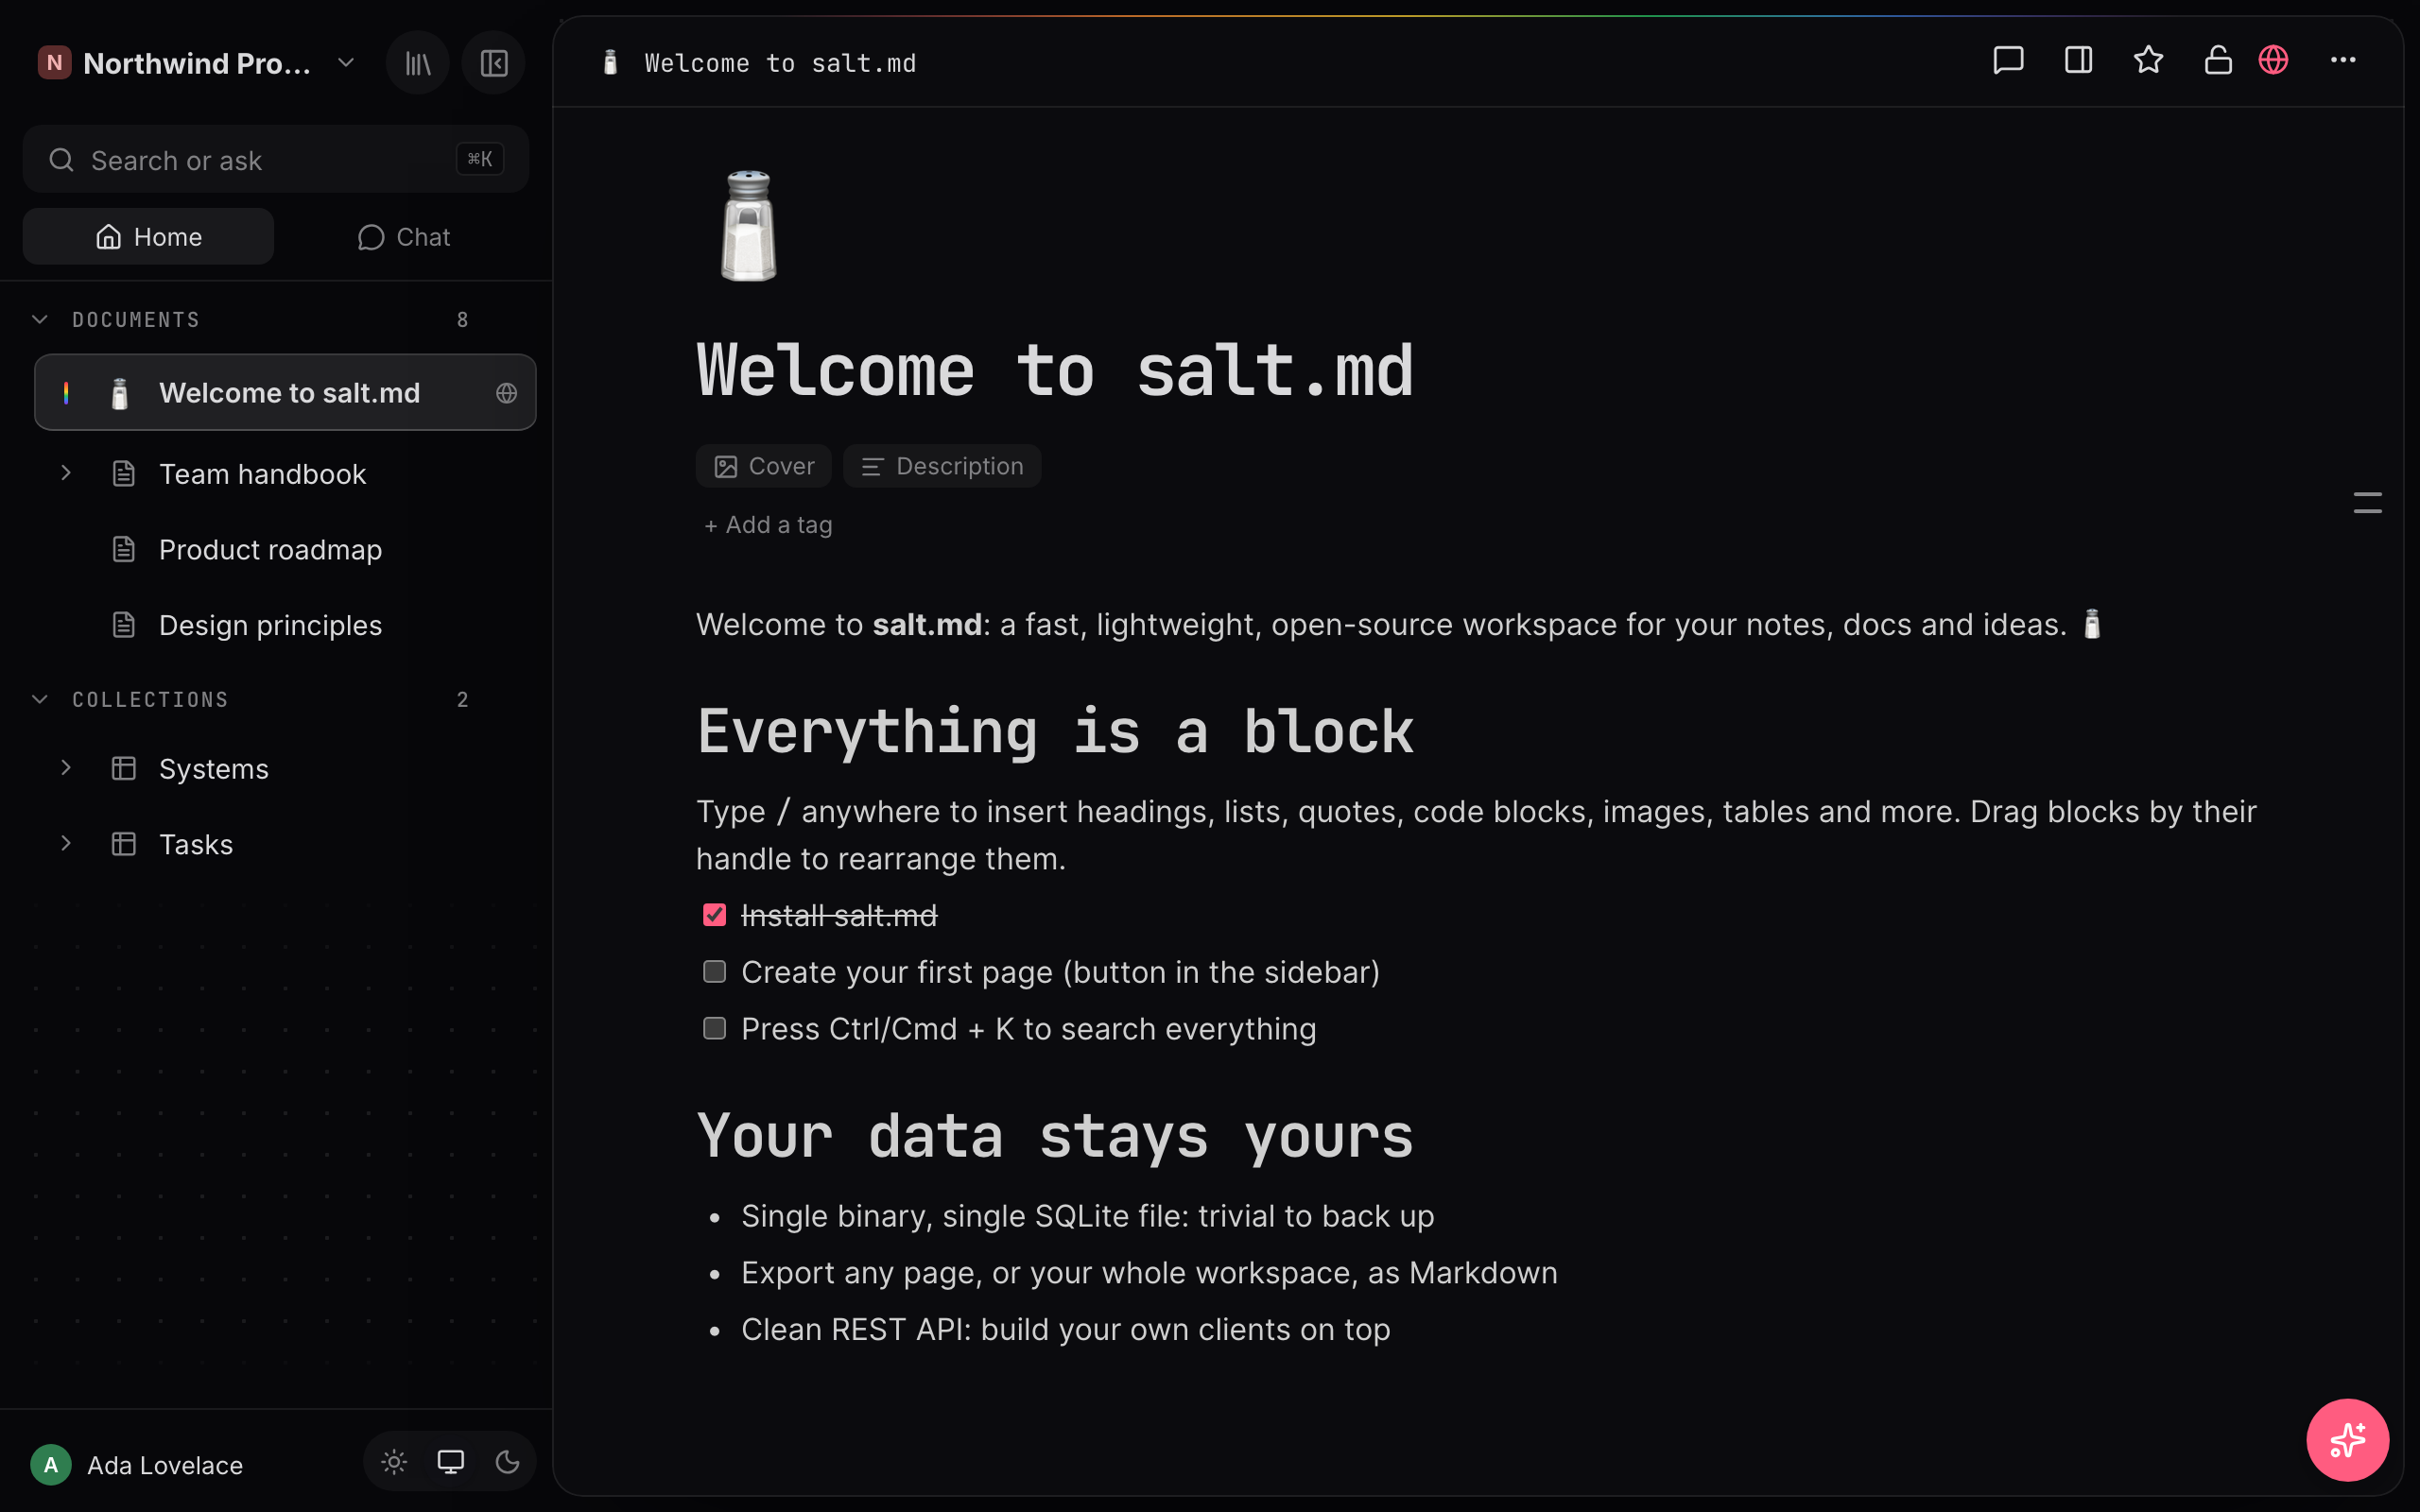 N Northwind Pro...
Search or ask ⌘K
Home Chat
DOCUMENTS 8
Welcome to salt.md
Team handbook
Product roadmap
Design principles
COLLECTIONS 2
Systems
Tasks
A Ada Lovelace
Welcome to salt.md
Welcome to salt.md
Cover Description
+ Add a tag
Welcome to salt.md: a fast, lightweight, open-source workspace for your notes, docs and ideas.
Everything is a block
Type / anywhere to insert headings, lists, quotes, code blocks, images, tables and more. Drag blocks by their
handle to rearrange them.
Install salt.md
Create your first page (button in the sidebar)
Press Ctrl/Cmd + K to search everything
Your data stays yours
• Single binary, single SQLite file: trivial to back up
• Export any page, or your whole workspace, as Markdown
• Clean REST API: build your own clients on top